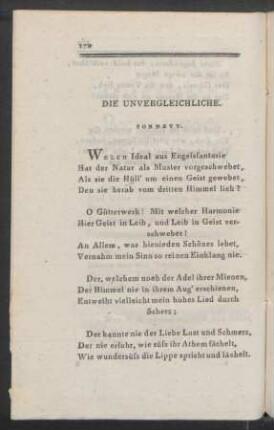 170
DIE UNVERGLEICHLICHE.
SONNETT.
WELCH Ideal aus Engelsfantasie
Hat der Natur als Muster vorgeschwebet,
Als sie die Hüll' um einen Geist gewebet,
Den sie herab vom dritten Himmel lieh?
O Götterwerk! Mit welcher Harmonie
Hier Geist in Leib, und Leib in Geist ver-
schwebet!
An Allem, was hienieden Schönes lebet,
Vernahm mein Sinn so reinen Einklang nie.
Der, welchem noch der Adel ihrer Mienen,
Der Himmel nie in ihrem Aug' erschienen,
Entweiht vielleicht mein hohes Lied durch
Scherz;
Der kannte nie der Liebe Lust und Schmerz,
Der nie erfuhr, wie süſs ihr Athem fächelt,
Wie wundersüſs die Lippe spricht und lächelt.